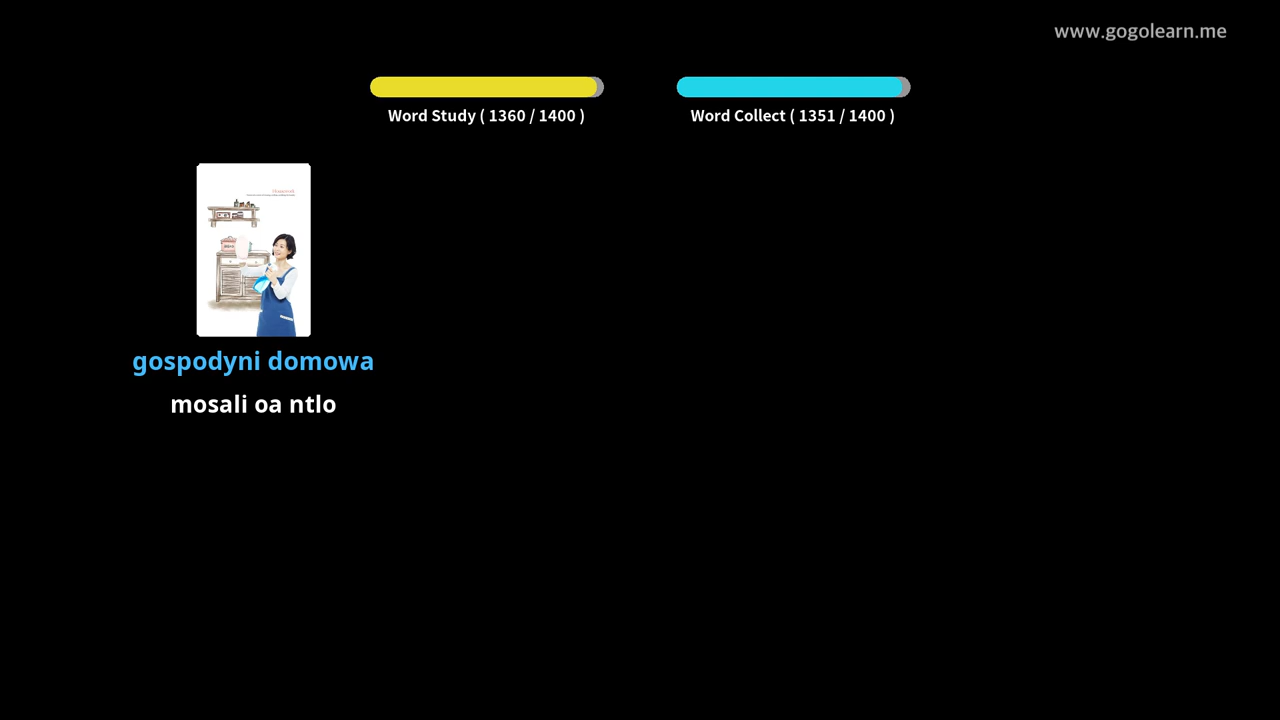 www.gogolearn.me
Word Study ( 1360 / 1400 )
Word Collect ( 1351 / 1400 )
gospodyni domowa
mosali oa ntlo